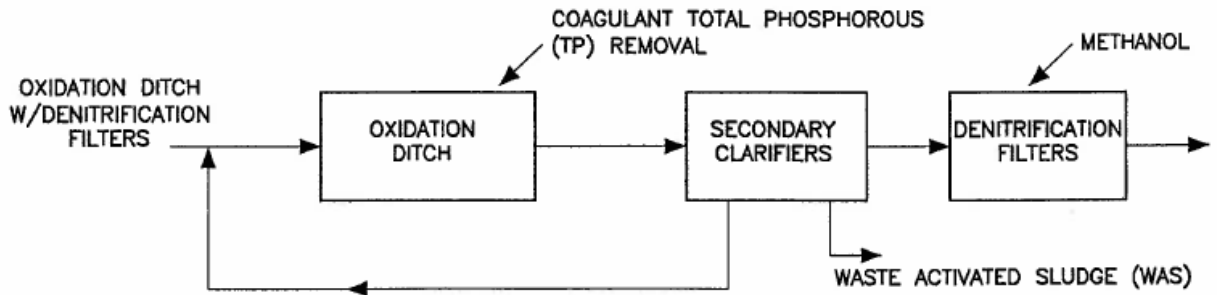 COAGULANT TOTAL PHOSPHOROUS
(TP) REMOVAL
METHANOL
OXIDATION DITCH
W/DENITRIFICATION
FILTERS
OXIDATION
DITCH
SECONDARY
CLARIFIERS
DENITRIFICATION
FILTERS
WASTE ACTIVATED SLUDGE (WAS)